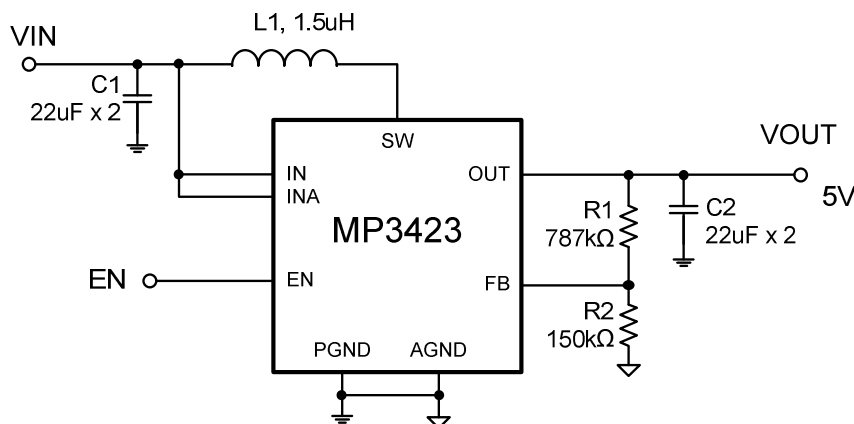 L1, 1.5uH
VIN
C1
22uF x 2
SW
VOUT
IN
OUT
INA
5V
R1
C2
787kΩ
22uF x 2
MP3423
EN
EN
FB
R2
150kΩ
PGND
AGND